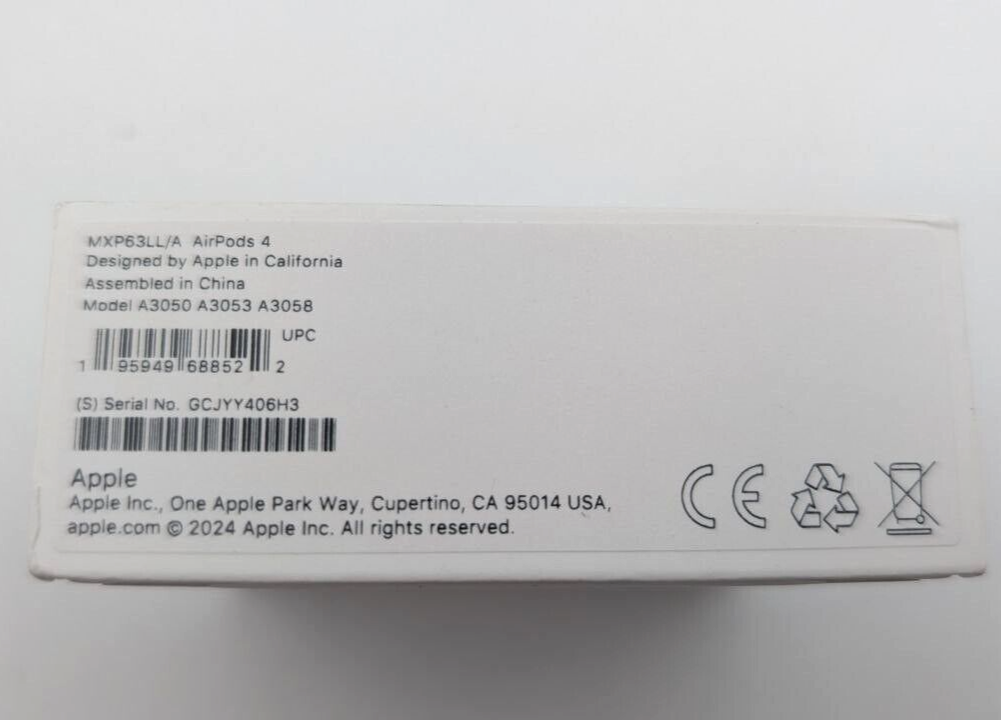 MXP63LL/A AirPods 4
Designed by Apple in California
Assembled in China
Model A3050 A3053 A3058
UPC
1 95949 68852 2
(S) Serial No. GCJYY406H3
Apple
Apple Inc., One Apple Park Way, Cupertino, CA 95014 USA,
apple.com © 2024 Apple Inc. All rights reserved.
CE